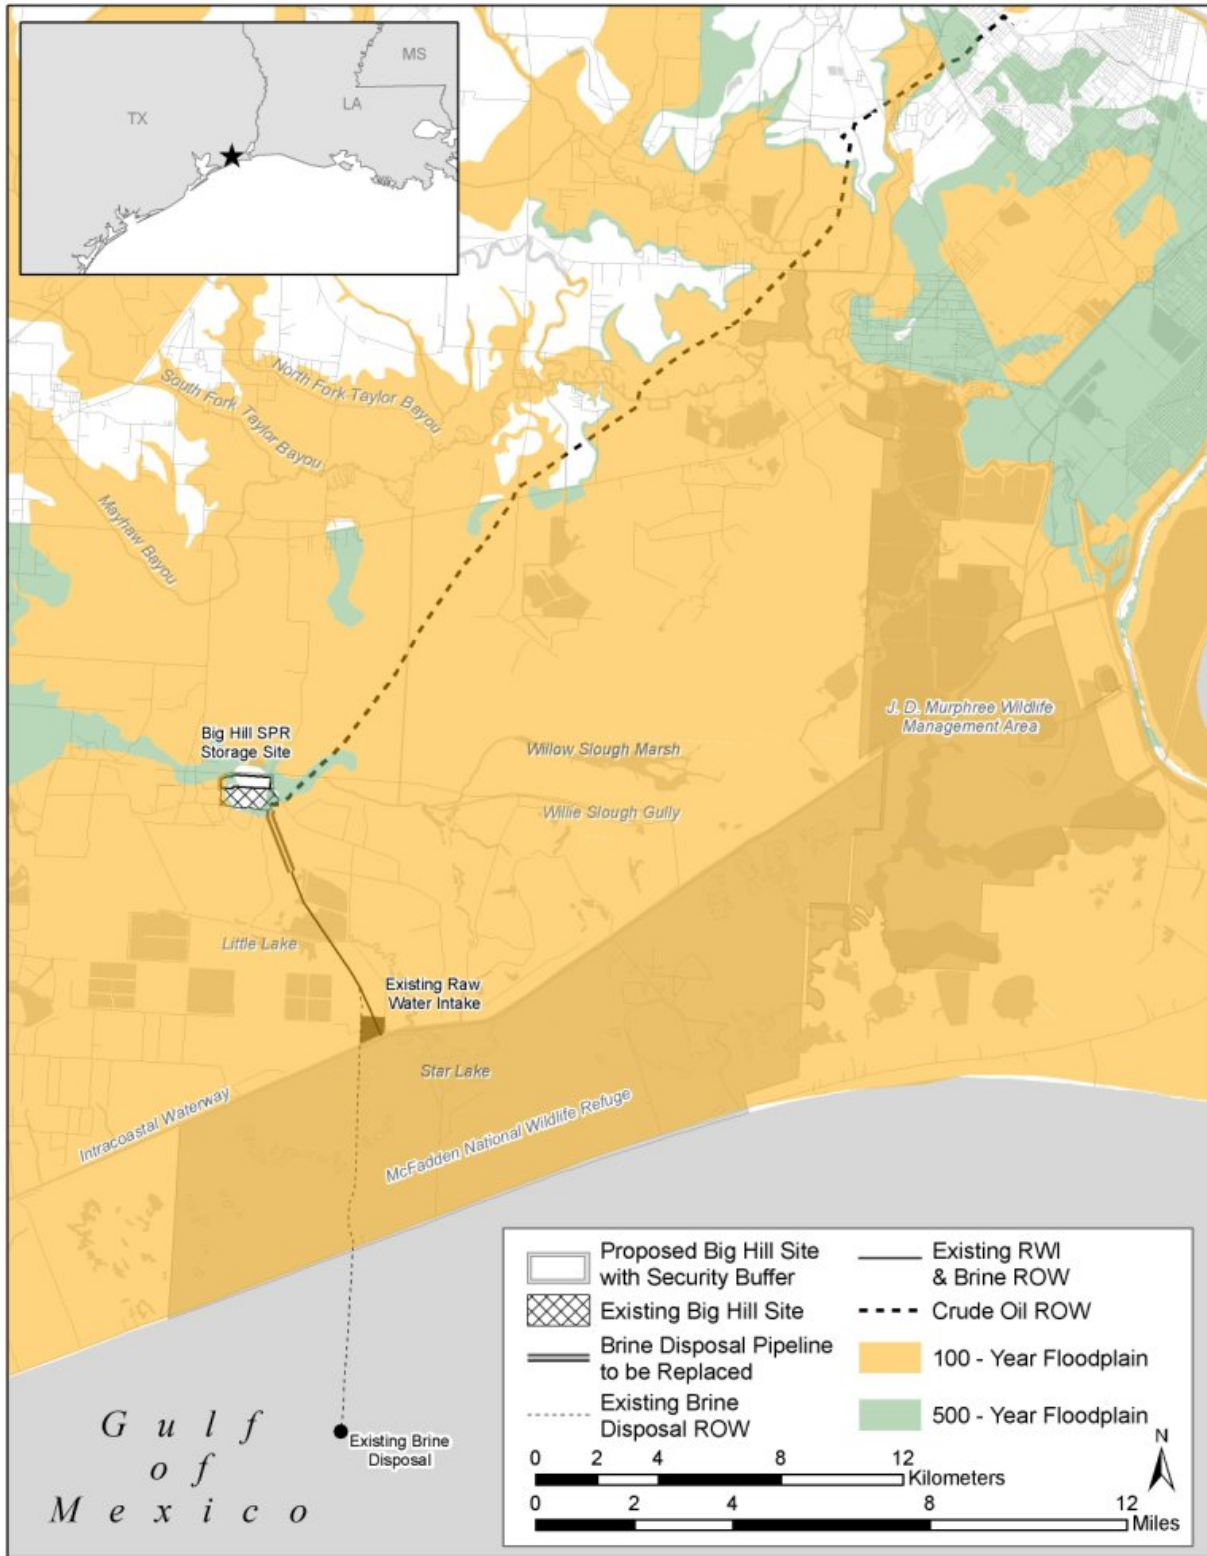 MS
LA
TX
North Fork Taylor Bayou
South Fork Taylor Bayou
Mayhaw Bayou
J. D. Murphree Wildlife
Management Area
Big Hill SPR
Storage Site
Willow Slough Marsh
Willie Slough Gully
Little Lake
Existing Raw
Water Intake
Star Lake
Intracoastal Waterway
McFadden National Wildlife Refuge
Proposed Big Hill Site
with Security Buffer
Existing Big Hill Site
Brine Disposal Pipeline
to be Replaced
Existing Brine
Disposal ROW
Existing RWI
& Brine ROW
Crude Oil ROW
100 - Year Floodplain
500 - Year Floodplain
N
0 2 4 8 12
Kilometers
0 2 4 8 12
Miles
Existing Brine
Disposal
Gulf
of
Mexico